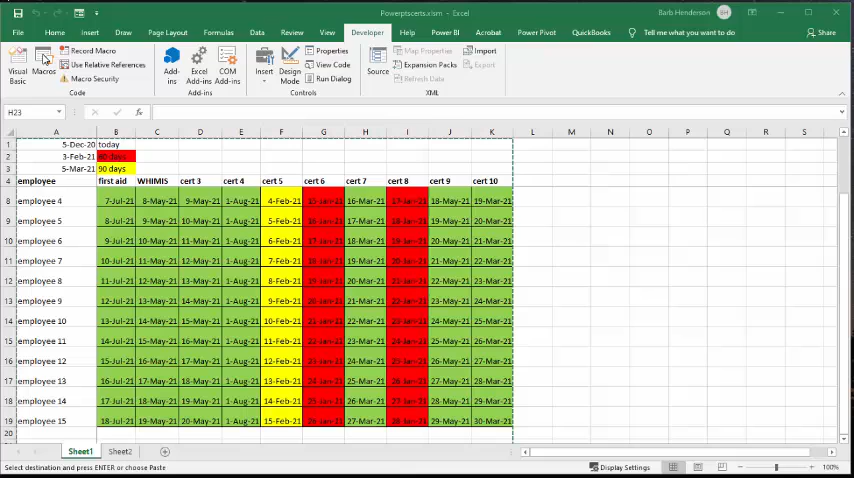 Powerptscerts.xlsm - Excel
Barb Henderson BH
File Home Insert Draw Page Layout Formulas Data Review View Developer Help Power BI Acrobat Power Pivot QuickBooks Tell me what you want to do Share
Visual Basic
Macros
Record Macro
Use Relative References
Macro Security
Code
Add-ins
Excel Add-ins
COM Add-ins
Add-ins
Insert
Design Mode
Properties
View Code
Run Dialog
Controls
Source
Map Properties
Expansion Packs
Refresh Data
Import
Export
XML
H23
A B C D E F G H I J K L M N O P Q R S
1 5-Dec-20 today
2 3-Feb-21 60 days
3 5-Mar-21 90 days
4 employee first aid WHIMIS cert 3 cert 4 cert 5 cert 6 cert 7 cert 8 cert 9 cert 10
8 employee 4 7-Jul-21 8-May-21 9-May-21 1-Aug-21 4-Feb-21 15-Jan-21 16-Mar-21 17-Jan-21 18-May-21 19-Mar-21
9 employee 5 8-Jul-21 9-May-21 10-May-21 1-Aug-21 5-Feb-21 16-Jan-21 17-Mar-21 18-Jan-21 19-May-21 20-Mar-21
10 employee 6 9-Jul-21 10-May-21 11-May-21 1-Aug-21 6-Feb-21 17-Jan-21 18-Mar-21 19-Jan-21 20-May-21 21-Mar-21
11 employee 7 10-Jul-21 11-May-21 12-May-21 1-Aug-21 7-Feb-21 18-Jan-21 19-Mar-21 20-Jan-21 21-May-21 22-Mar-21
12 employee 8 11-Jul-21 12-May-21 13-May-21 1-Aug-21 8-Feb-21 19-Jan-21 20-Mar-21 21-Jan-21 22-May-21 23-Mar-21
13 employee 9 12-Jul-21 13-May-21 14-May-21 1-Aug-21 9-Feb-21 20-Jan-21 21-Mar-21 22-Jan-21 23-May-21 24-Mar-21
14 employee 10 13-Jul-21 14-May-21 15-May-21 1-Aug-21 10-Feb-21 21-Jan-21 22-Mar-21 23-Jan-21 24-May-21 25-Mar-21
15 employee 11 14-Jul-21 15-May-21 16-May-21 1-Aug-21 11-Feb-21 22-Jan-21 23-Mar-21 24-Jan-21 25-May-21 26-Mar-21
16 employee 12 15-Jul-21 16-May-21 17-May-21 1-Aug-21 12-Feb-21 23-Jan-21 24-Mar-21 25-Jan-21 26-May-21 27-Mar-21
17 employee 13 16-Jul-21 17-May-21 18-May-21 1-Aug-21 13-Feb-21 24-Jan-21 25-Mar-21 26-Jan-21 27-May-21 28-Mar-21
18 employee 14 17-Jul-21 18-May-21 19-May-21 1-Aug-21 14-Feb-21 25-Jan-21 26-Mar-21 27-Jan-21 28-May-21 29-Mar-21
19 employee 15 18-Jul-21 19-May-21 20-May-21 1-Aug-21 15-Feb-21 26-Jan-21 27-Mar-21 28-Jan-21 29-May-21 30-Mar-21
20
Sheet1 Sheet2
Select destination and press ENTER or choose Paste
Display Settings
100%